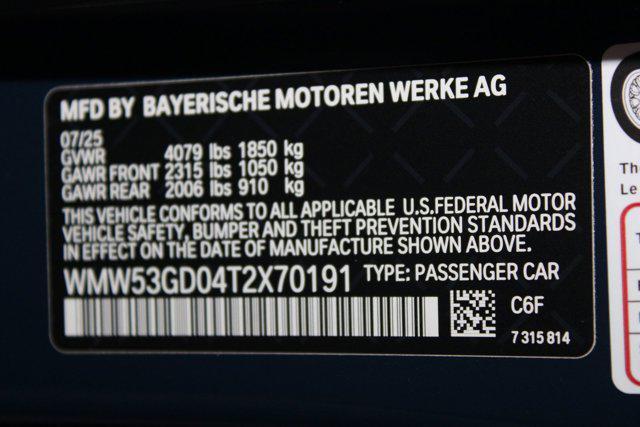 MFD BY BAYERISCHE MOTOREN WERKE AG
07/25
GVWR 4079 lbs 1850 kg
GAWR FRONT 2315 lbs 1050 kg
GAWR REAR 2006 lbs 910 kg
THIS VEHICLE CONFORMS TO ALL APPLICABLE U.S.FEDERAL MOTOR
VEHICLE SAFETY, BUMPER AND THEFT PREVENTION STANDARDS
IN EFFECT ON THE DATE OF MANUFACTURE SHOWN ABOVE.
WMW53GD04T2X70191 TYPE: PASSENGER CAR
C6F
7 315 814
Th
Le